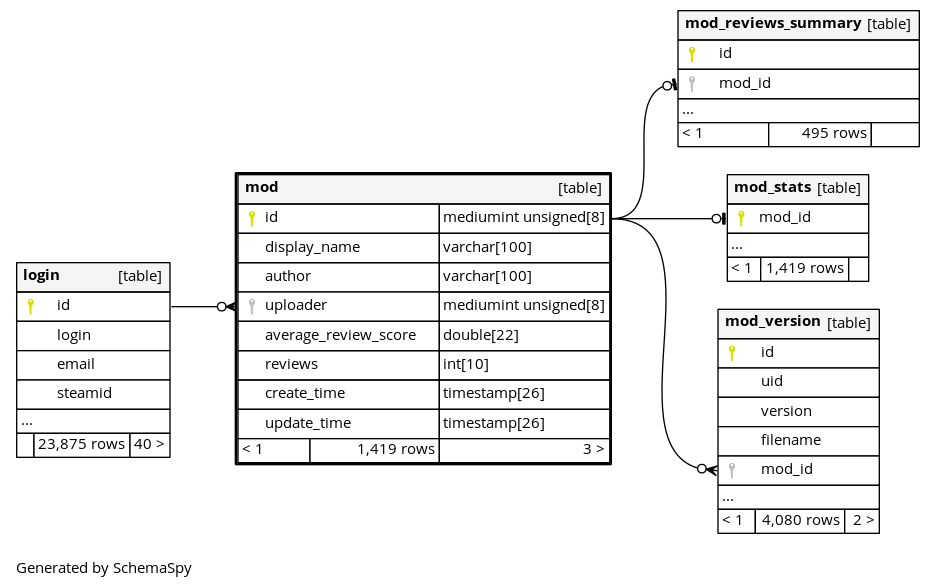 mod_reviews_summary [table]
id
mod_id
...
< 1 495 rows
mod [table]
id mediumint unsigned[8]
display_name varchar[100]
author varchar[100]
uploader mediumint unsigned[8]
average_review_score double[22]
reviews int[10]
create_time timestamp[26]
update_time timestamp[26]
< 1 1,419 rows 3 >
mod_stats [table]
mod_id
...
< 1 1,419 rows
login [table]
id
login
email
steamid
...
23,875 rows 40 >
mod_version [table]
id
uid
version
filename
mod_id
...
< 1 4,080 rows 2 >
Generated by SchemaSpy